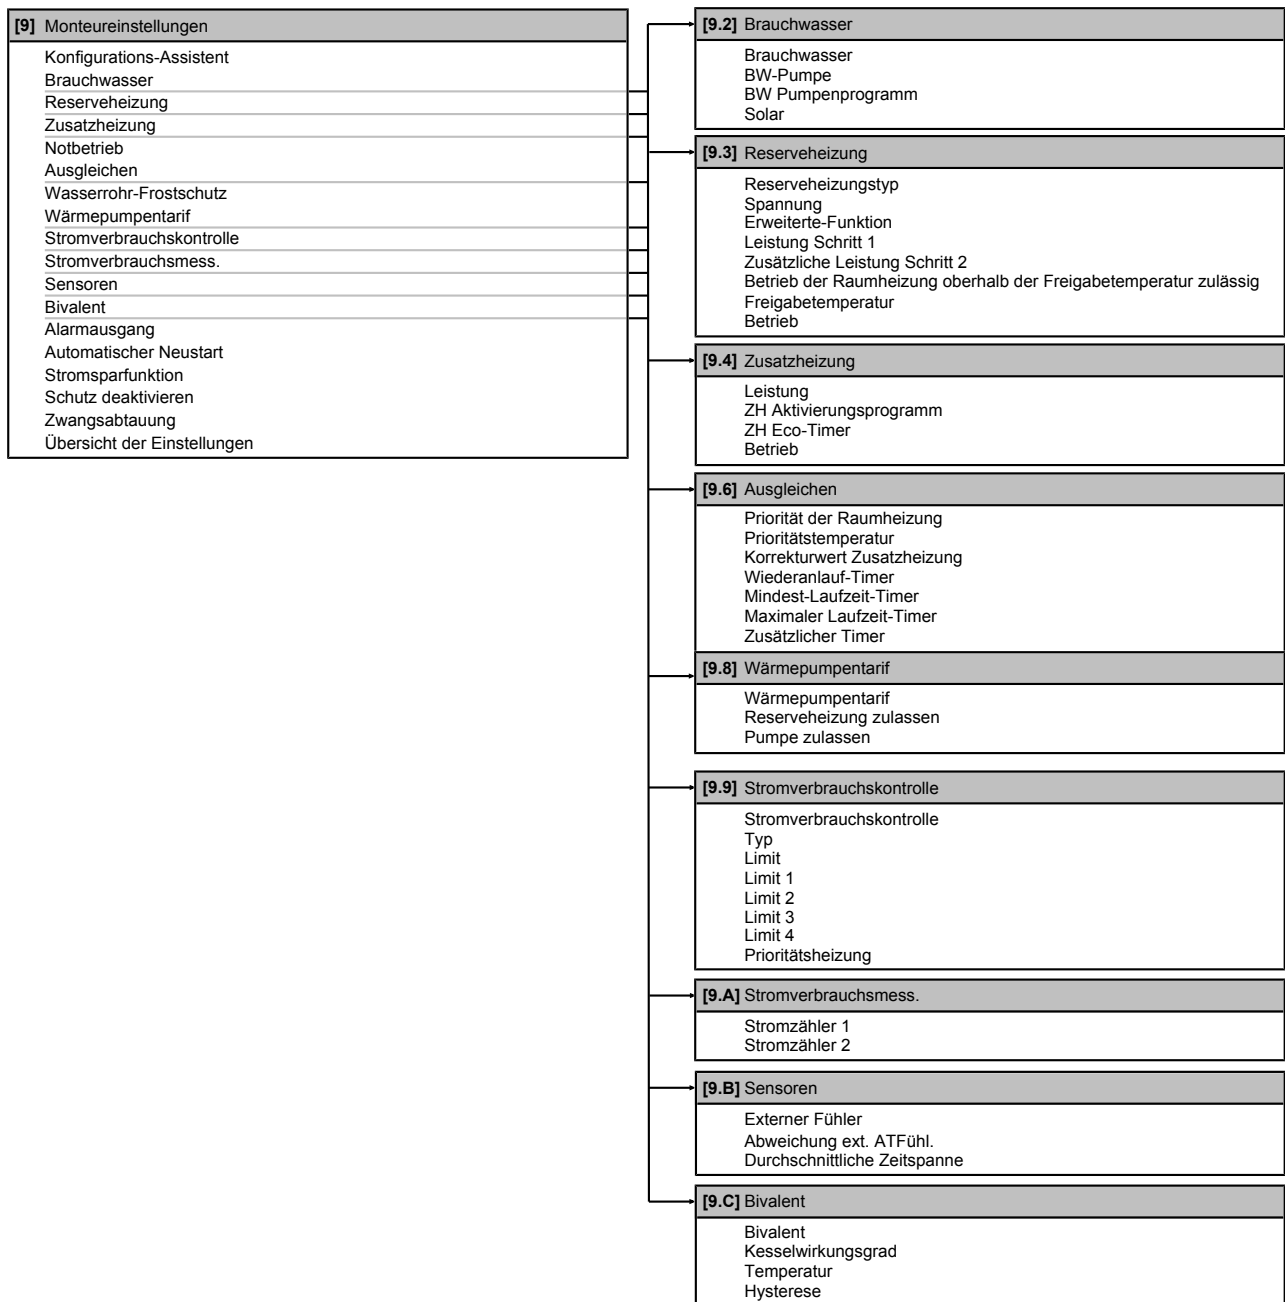 [9] Monteureinstellungen
Konfigurations-Assistent
Brauchwasser
Reserveheizung
Zusatzheizung
Notbetrieb
Ausgleichen
Wasserrohr-Frostschutz
Wärmepumpentarif
Stromverbrauchskontrolle
Stromverbrauchsmess.
Sensoren
Bivalent
Alarmausgang
Automatischer Neustart
Stromsparfunktion
Schutz deaktivieren
Zwangsabtauung
Übersicht der Einstellungen
[9.2] Brauchwasser
Brauchwasser
BW-Pumpe
BW Pumpenprogramm
Solar
[9.3] Reserveheizung
Reserveheizungstyp
Spannung
Erweiterte-Funktion
Leistung Schritt 1
Zusätzliche Leistung Schritt 2
Betrieb der Raumheizung oberhalb der Freigabetemperatur zulässig
Freigabetemperatur
Betrieb
[9.4] Zusatzheizung
Leistung
ZH Aktivierungsprogramm
ZH Eco-Timer
Betrieb
[9.6] Ausgleichen
Priorität der Raumheizung
Prioritätstemperatur
Korrekturwert Zusatzheizung
Wiederanlauf-Timer
Mindest-Laufzeit-Timer
Maximaler Laufzeit-Timer
Zusätzlicher Timer
[9.8] Wärmepumpentarif
Wärmepumpentarif
Reserveheizung zulassen
Pumpe zulassen
[9.9] Stromverbrauchskontrolle
Stromverbrauchskontrolle
Typ
Limit
Limit 1
Limit 2
Limit 3
Limit 4
Prioritätsheizung
[9.A] Stromverbrauchsmess.
Stromzähler 1
Stromzähler 2
[9.B] Sensoren
Externer Fühler
Abweichung ext. ATFühl.
Durchschnittliche Zeitspanne
[9.C] Bivalent
Bivalent
Kesselwirkungsgrad
Temperatur
Hysterese